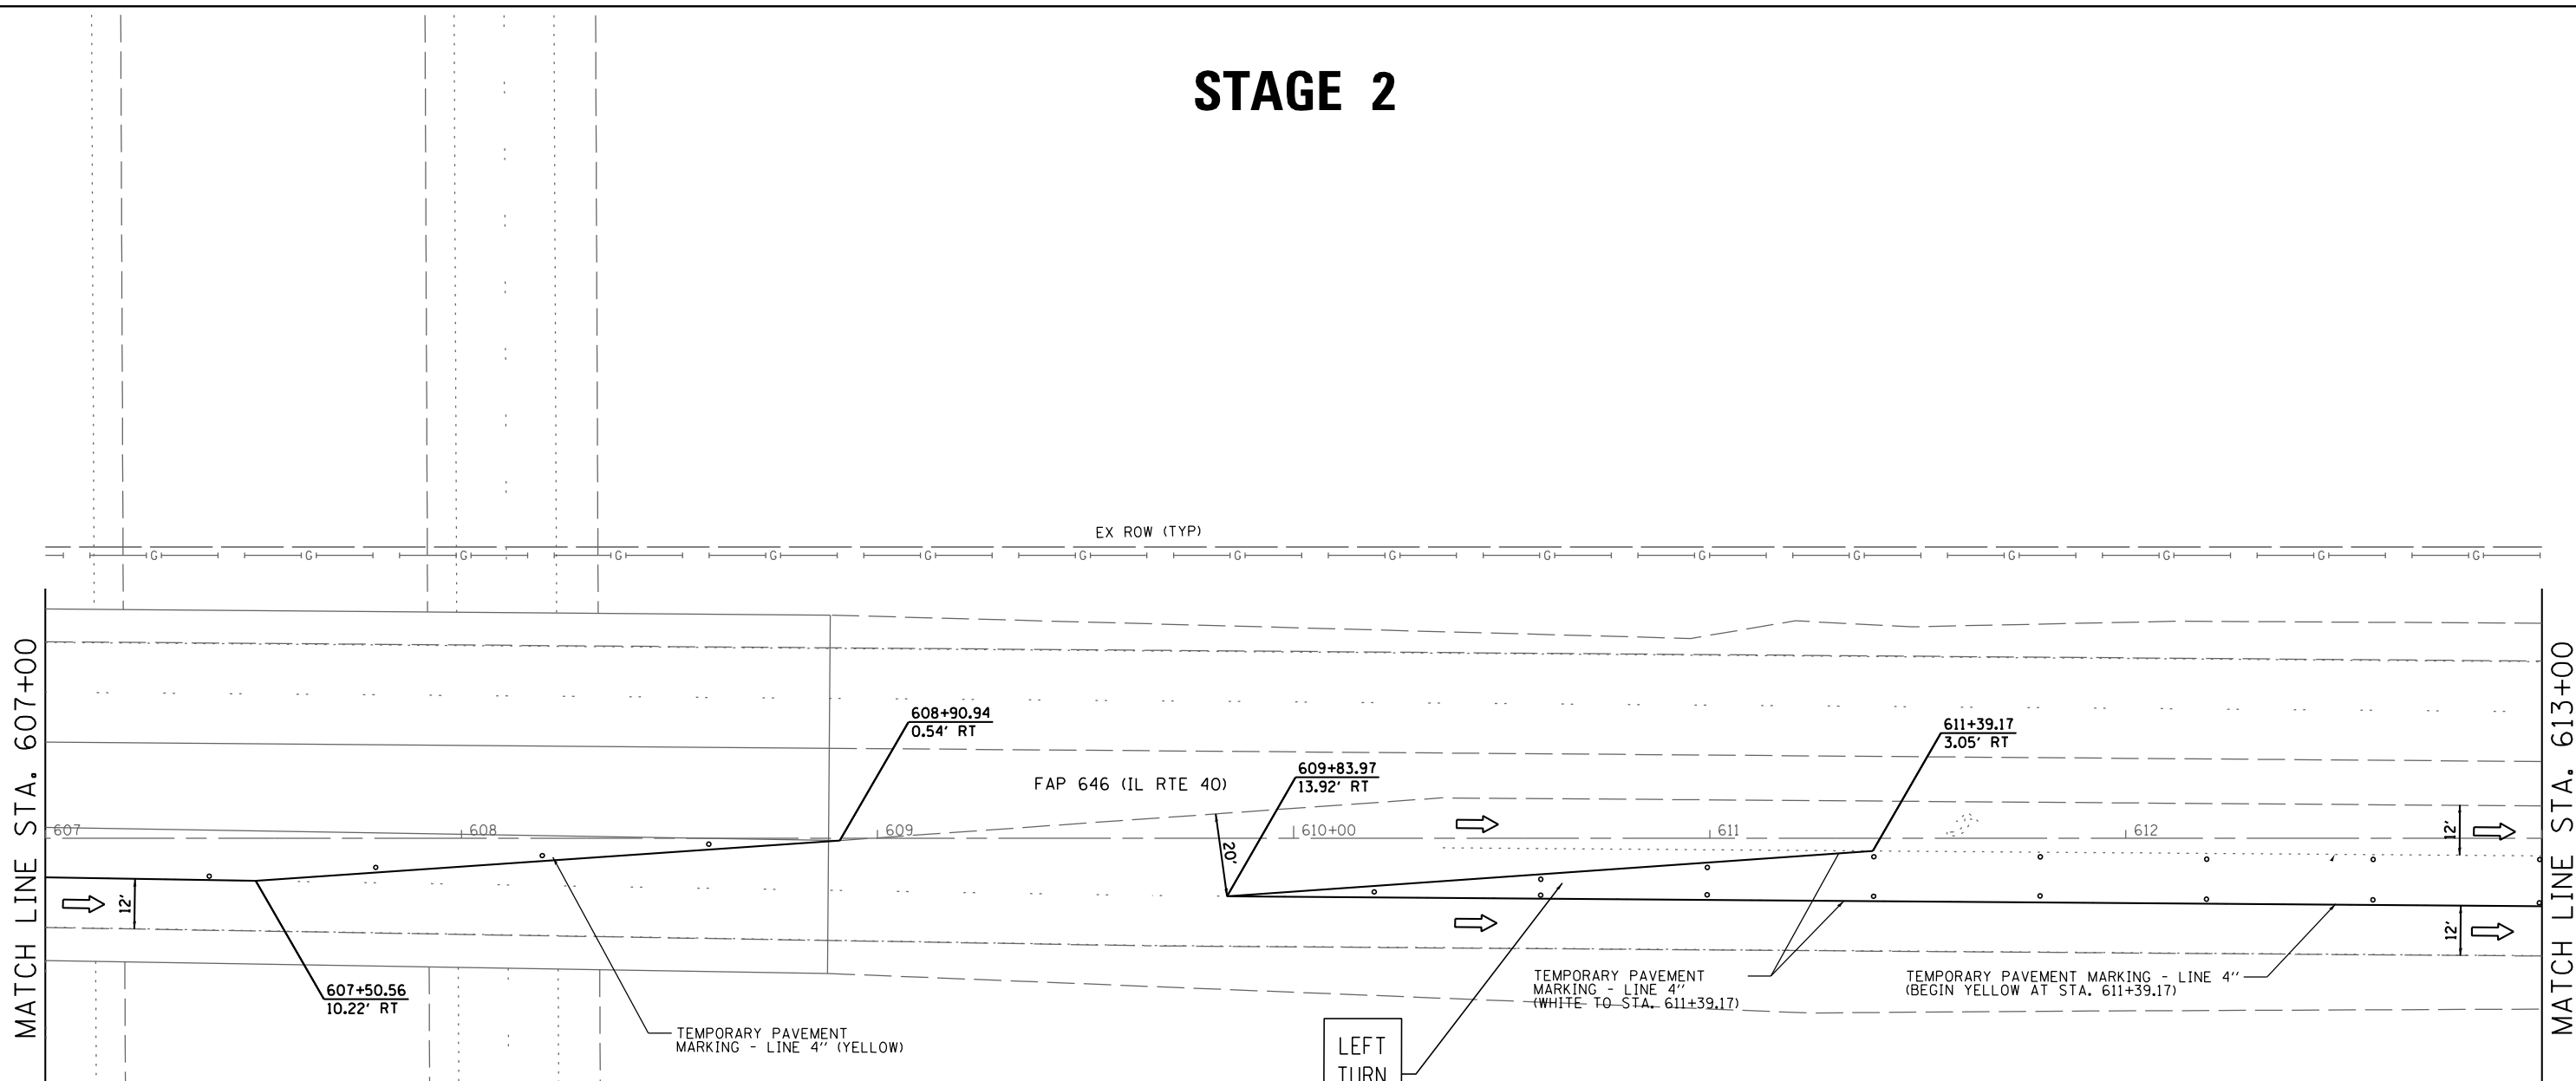 STAGE 2
EX ROW (TYP)
G G G G G G G G G G G G G G G G
MATCH LINE STA. 607+00
MATCH LINE STA. 613+00
608+90.94
0.54' RT
611+39.17
3.05' RT
609+83.97
13.92' RT
FAP 646 (IL RTE 40)
607
608
609
610+00
611
612
20'
12'
12'
12'
607+50.56
10.22' RT
TEMPORARY PAVEMENT
MARKING - LINE 4" (YELLOW)
TEMPORARY PAVEMENT
MARKING - LINE 4"
(WHITE TO STA. 611+39.17)
TEMPORARY PAVEMENT MARKING - LINE 4"
(BEGIN YELLOW AT STA. 611+39.17)
LEFT
TURN